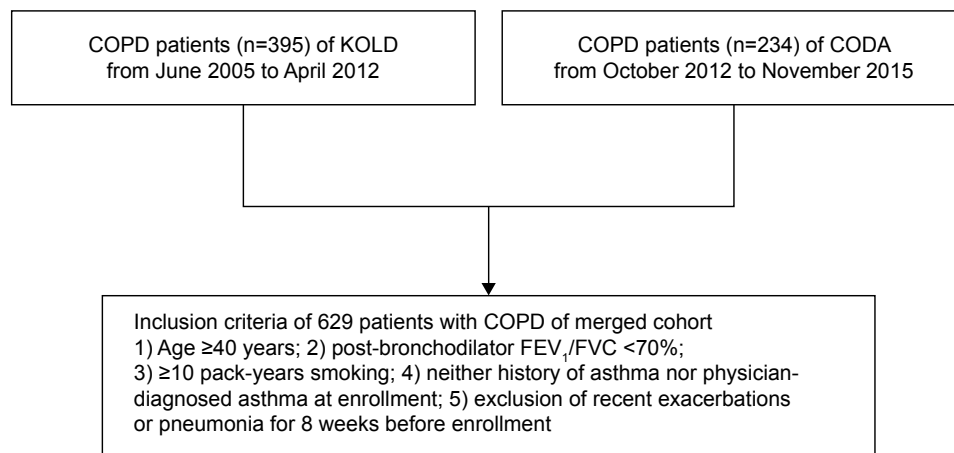 COPD patients (n=395) of KOLD
from June 2005 to April 2012
COPD patients (n=234) of CODA
from October 2012 to November 2015
Inclusion criteria of 629 patients with COPD of merged cohort
1) Age ≥40 years; 2) post-bronchodilator FEV₁/FVC <70%;
3) ≥10 pack-years smoking; 4) neither history of asthma nor physician-
diagnosed asthma at enrollment; 5) exclusion of recent exacerbations
or pneumonia for 8 weeks before enrollment